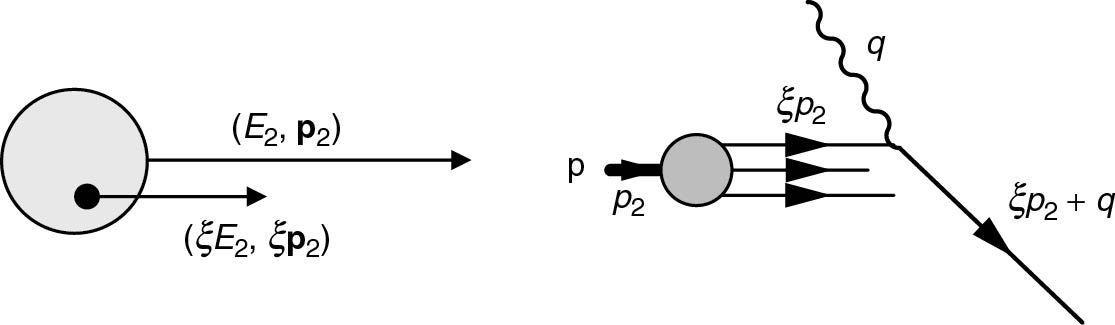 (E₂, p₂)
(ξE₂, ξp₂)
q
ξp₂
p
p₂
ξp₂ + q